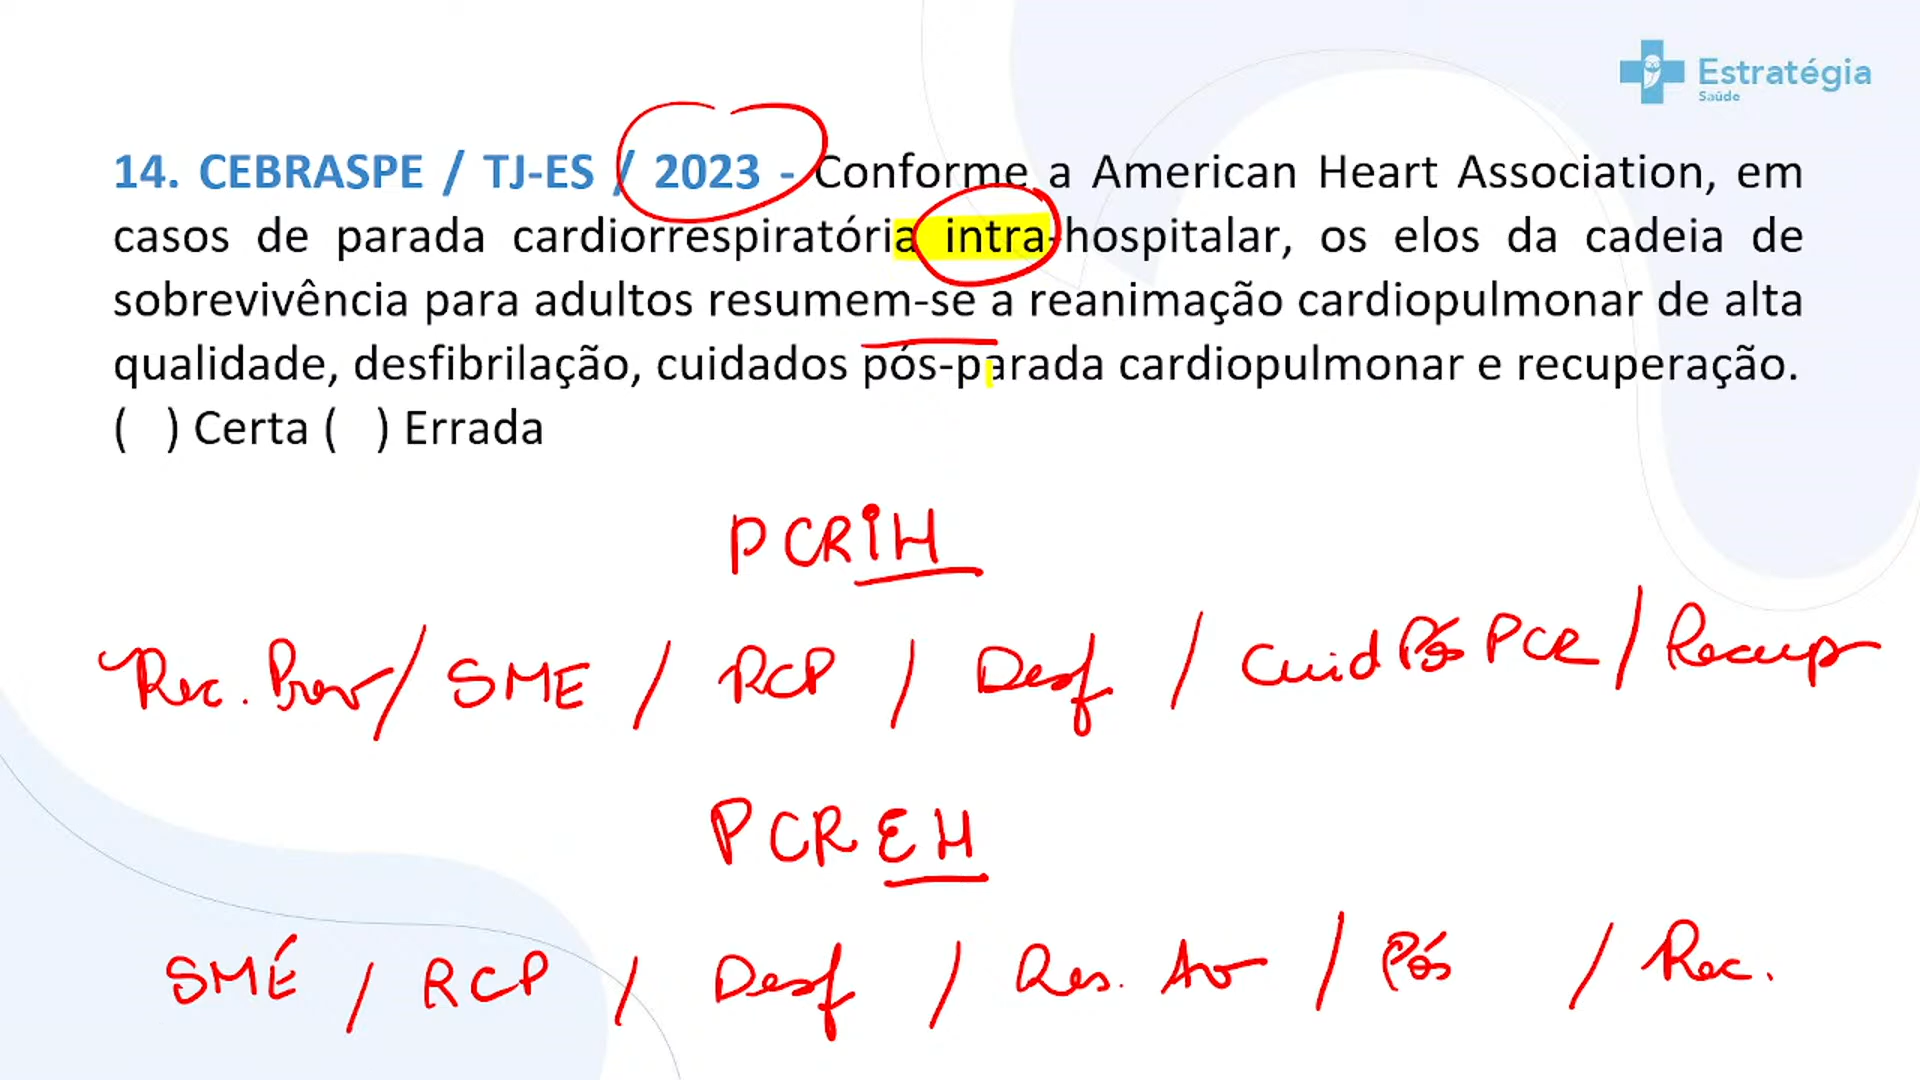 Estratégia
Saúde
14. CEBRASPE / TJ-ES / 2023 - Conforme a American Heart Association, em
casos de parada cardiorrespiratória intra-hospitalar, os elos da cadeia de
sobrevivência para adultos resumem-se a reanimação cardiopulmonar de alta
qualidade, desfibrilação, cuidados pós-parada cardiopulmonar e recuperação.
( ) Certa ( ) Errada
PCRIH
Rec. Prev / SME / RCP / Desf / Cuid Pós PCR / Recup
PCR EH
SMÉ / RCP / Desf / Res. Av / Pós / Rec.